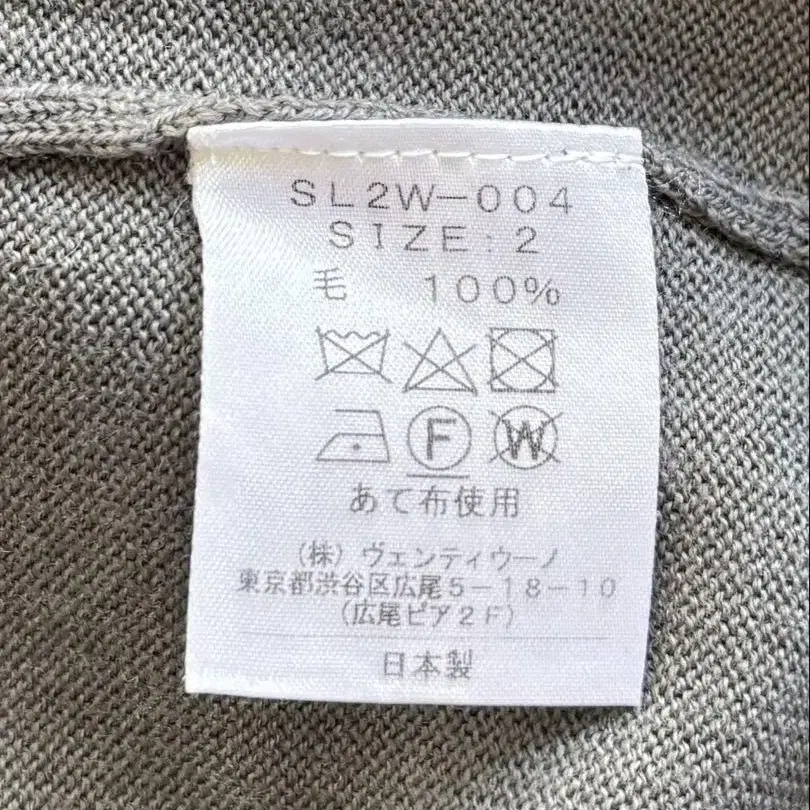 SL2W−004
SIZE：2
毛　100%
F W
あて布使用
（株）ヴェンティウーノ
東京都渋谷区広尾5−18−10
（広尾ピア2F）
日本製